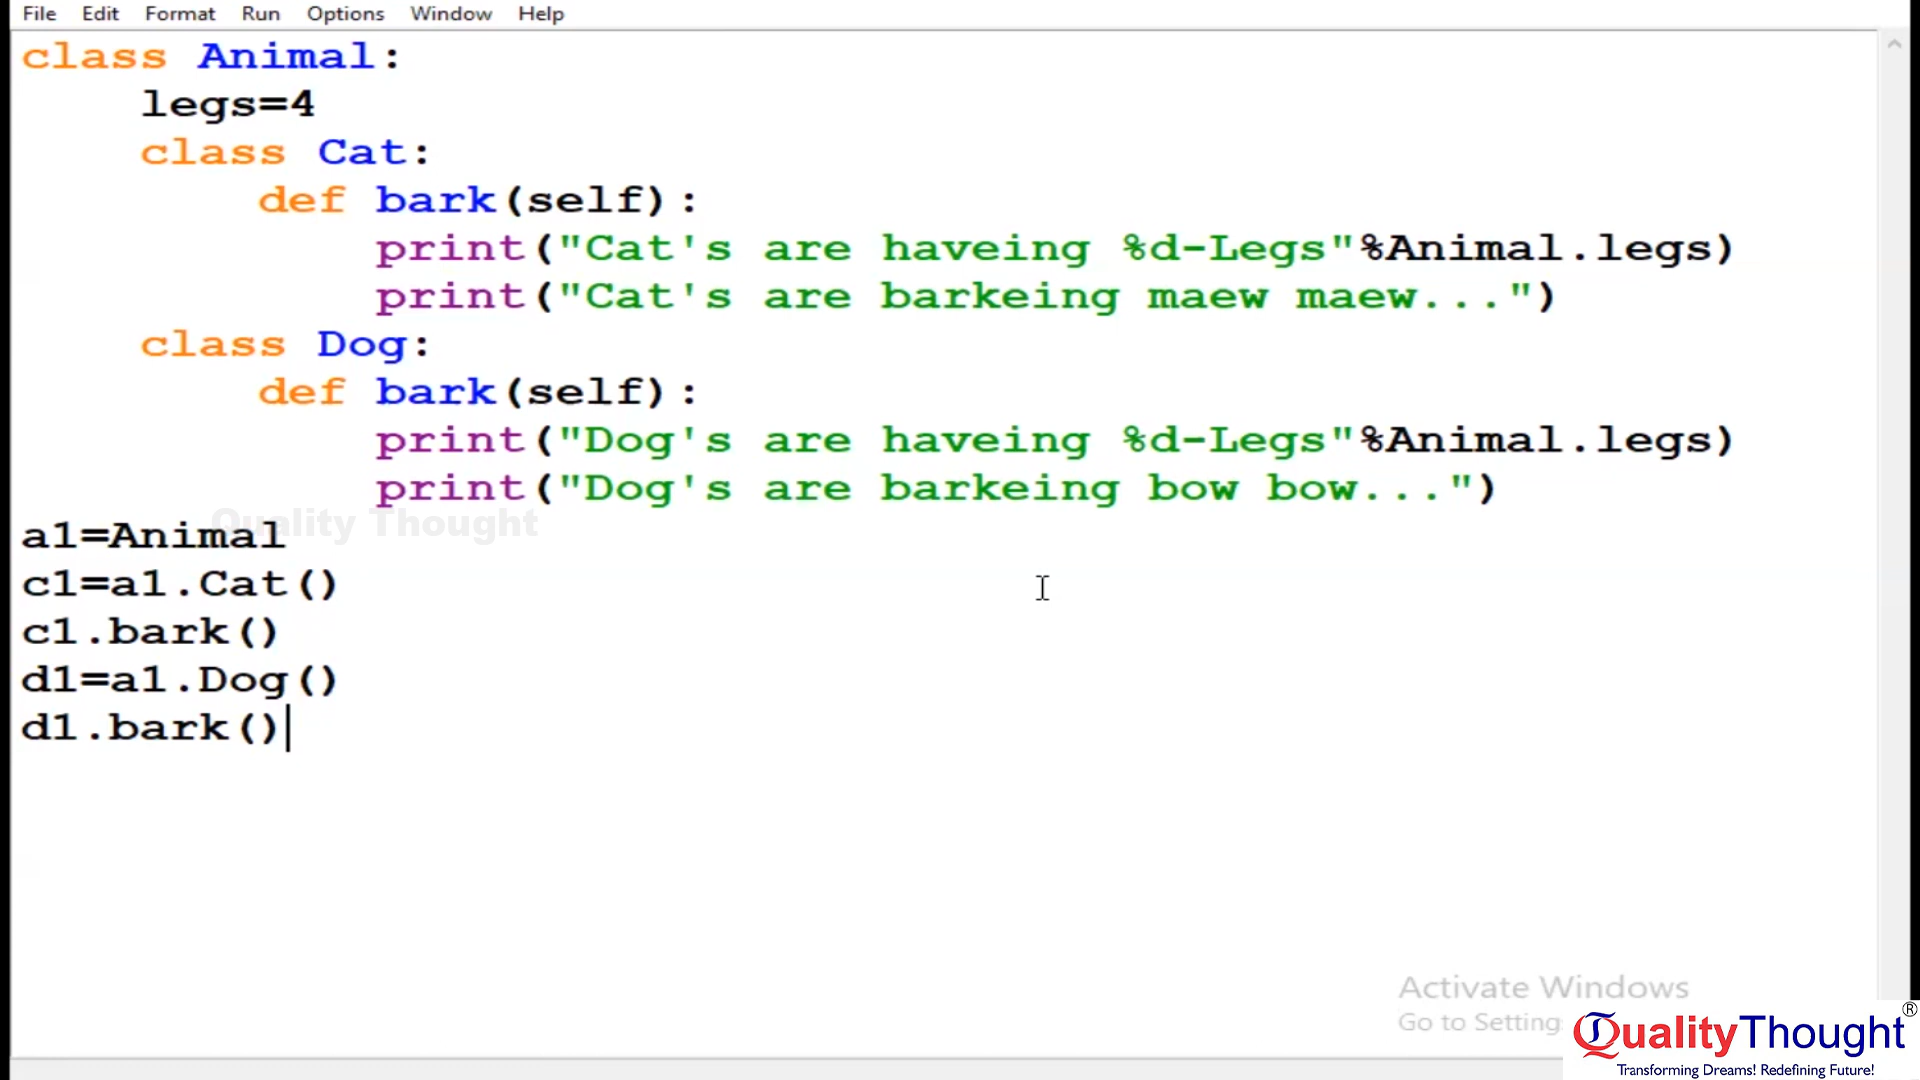 File Edit Format Run Options Window Help
class Animal:
     legs=4
     class Cat:
          def bark(self):
               print("Cat's are haveing %d-Legs"%Animal.legs)
               print("Cat's are barkeing maew maew...")
     class Dog:
          def bark(self):
               print("Dog's are haveing %d-Legs"%Animal.legs)
               print("Dog's are barkeing bow bow...")
Quality Thought
a1=Animal
c1=a1.Cat()
c1.bark()
d1=a1.Dog()
d1.bark()
Activate Windows
Go to Setting
QualityThought®
Transforming Dreams! Redefining Future!